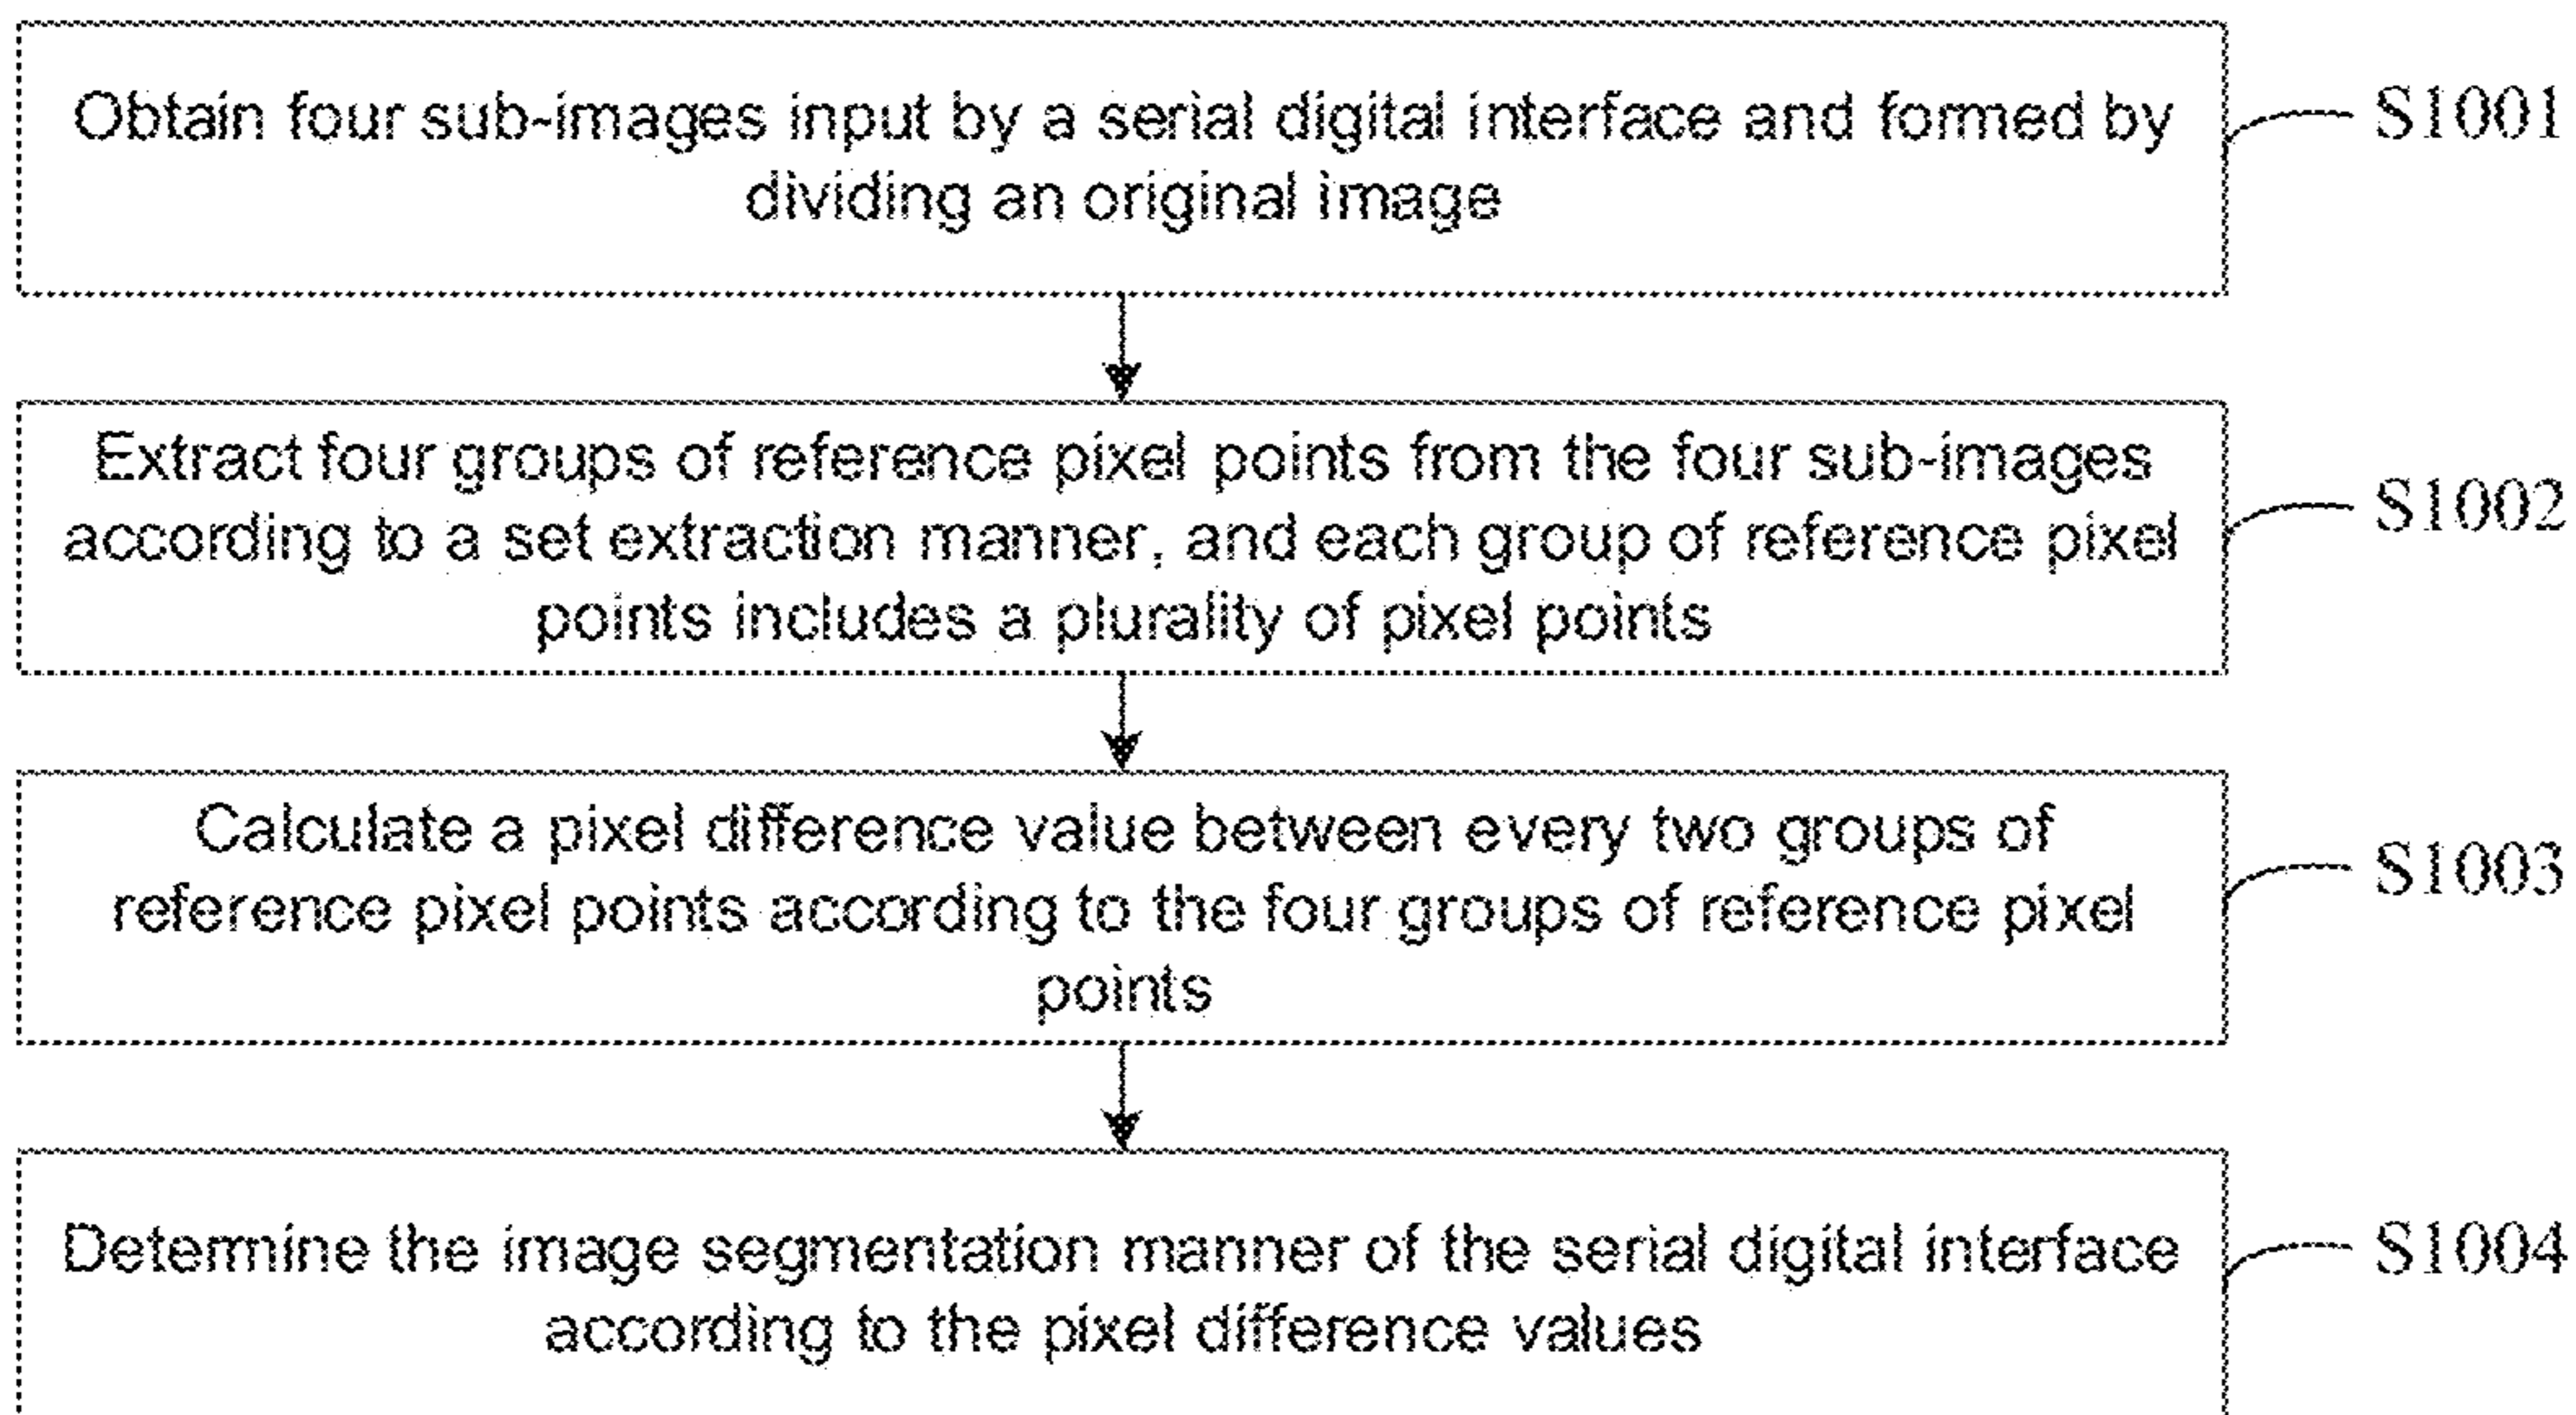 Obtain four sub-images input by a serial digital interface and formed by
dividing an original image
S1001
Extract four groups of reference pixel points from the four sub-images
according to a set extraction manner, and each group of reference pixel
points includes a plurality of pixel points
S1002
Calculate a pixel difference value between every two groups of
reference pixel points according to the four groups of reference pixel
points
S1003
Determine the image segmentation manner of the serial digital interface
according to the pixel difference values
S1004